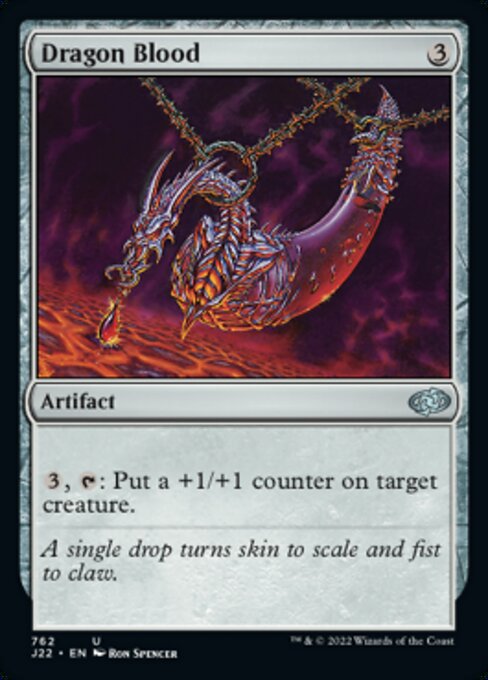 Dragon Blood 3
Artifact
3, : Put a +1/+1 counter on target
creature.
A single drop turns skin to scale and fist
to claw.
762 U
J22 • EN Ron Spencer
™ & © 2022 Wizards of the Coast